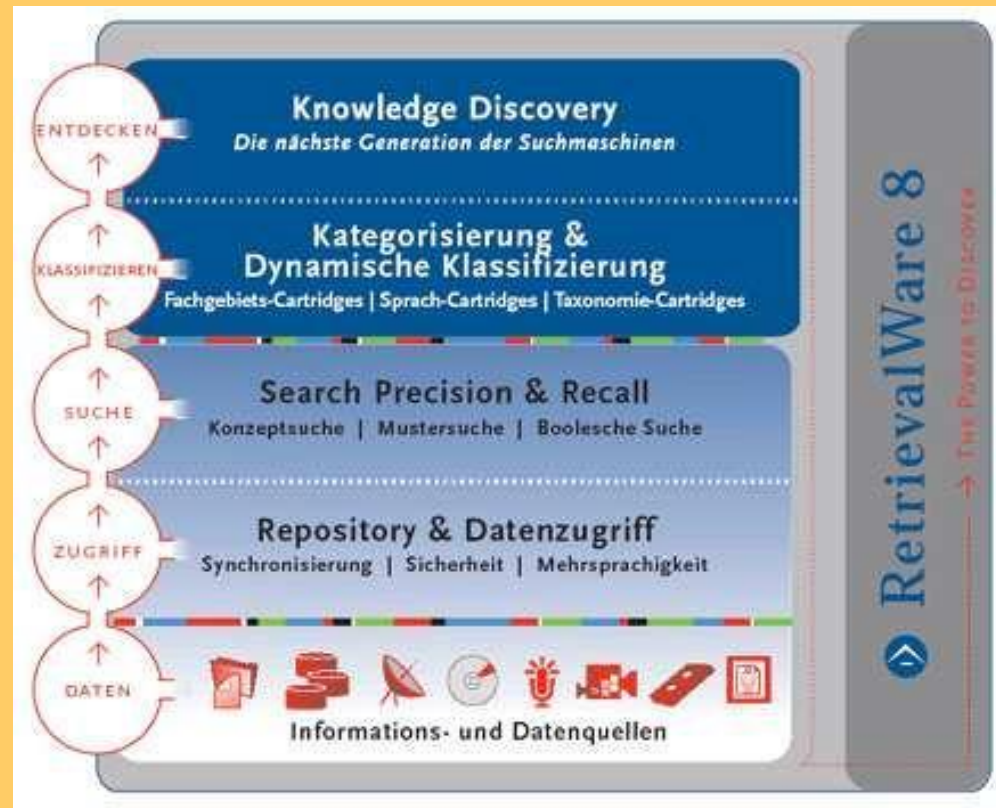 ENTDECKEN
Knowledge Discovery
Die nächste Generation der Suchmaschinen
KLASSIFIZIEREN
Kategorisierung &
Dynamische Klassifizierung
Fachgebiets-Cartridges | Sprach-Cartridges | Taxonomie-Cartridges
SUCHE
Search Precision & Recall
Konzeptsuche | Mustersuche | Boolesche Suche
ZUGRIFF
Repository & Datenzugriff
Synchronisierung | Sicherheit | Mehrsprachigkeit
DATEN
Informations- und Datenquellen
RetrievalWare 8
THE POWER TO DISCOVER